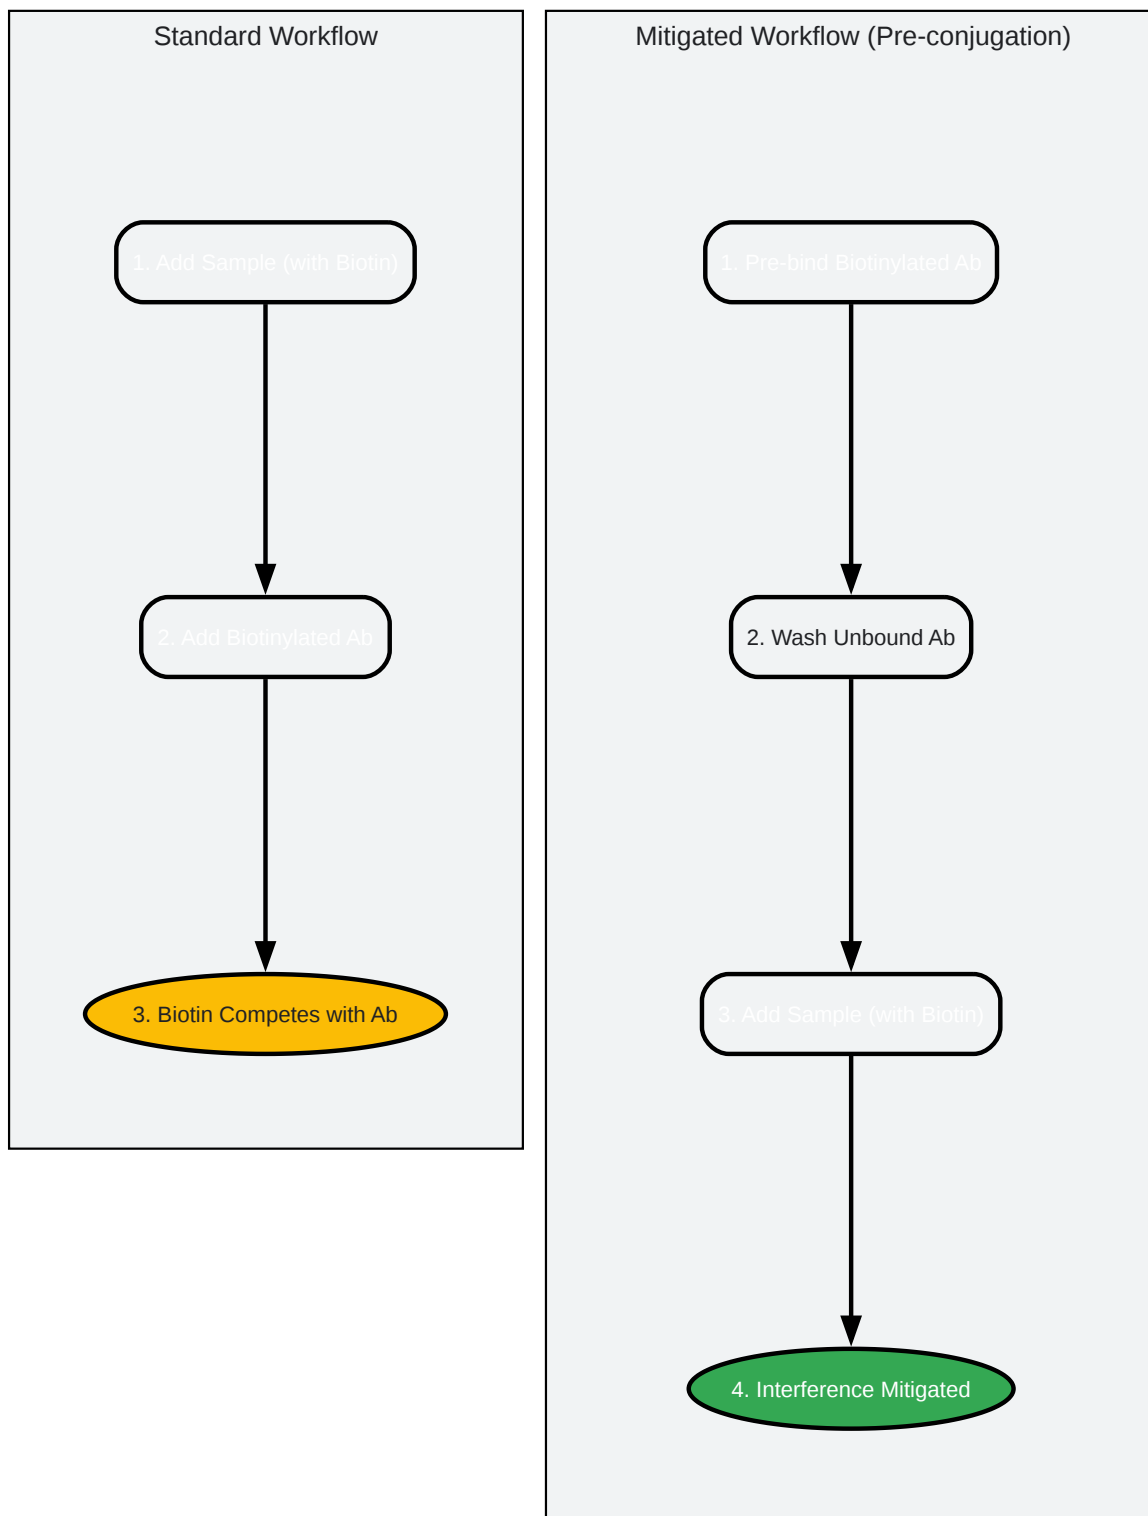 Standard Workflow
1. Add Sample (with Biotin)
2. Add Biotinylated Ab
3. Biotin Competes with Ab
Mitigated Workflow (Pre-conjugation)
1. Pre-bind Biotinylated Ab
2. Wash Unbound Ab
3. Add Sample (with Biotin)
4. Interference Mitigated